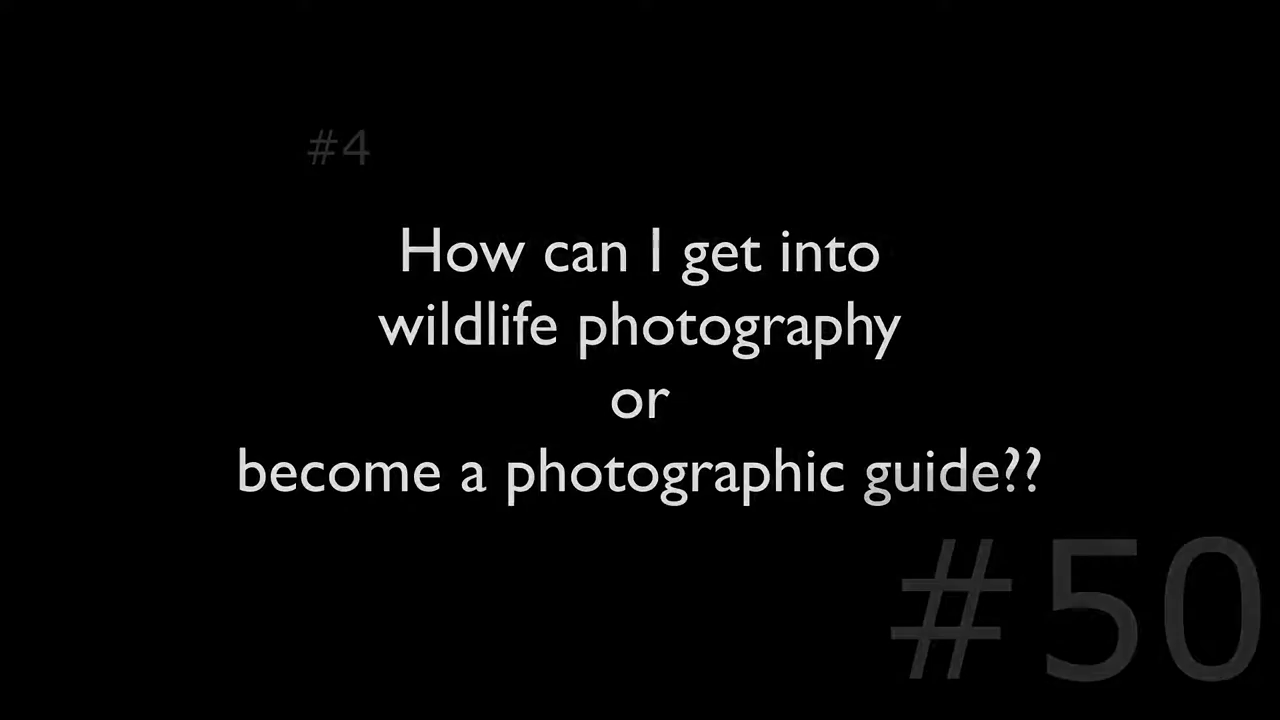 #4
How can I get into
wildlife photography
or
become a photographic guide??
#50